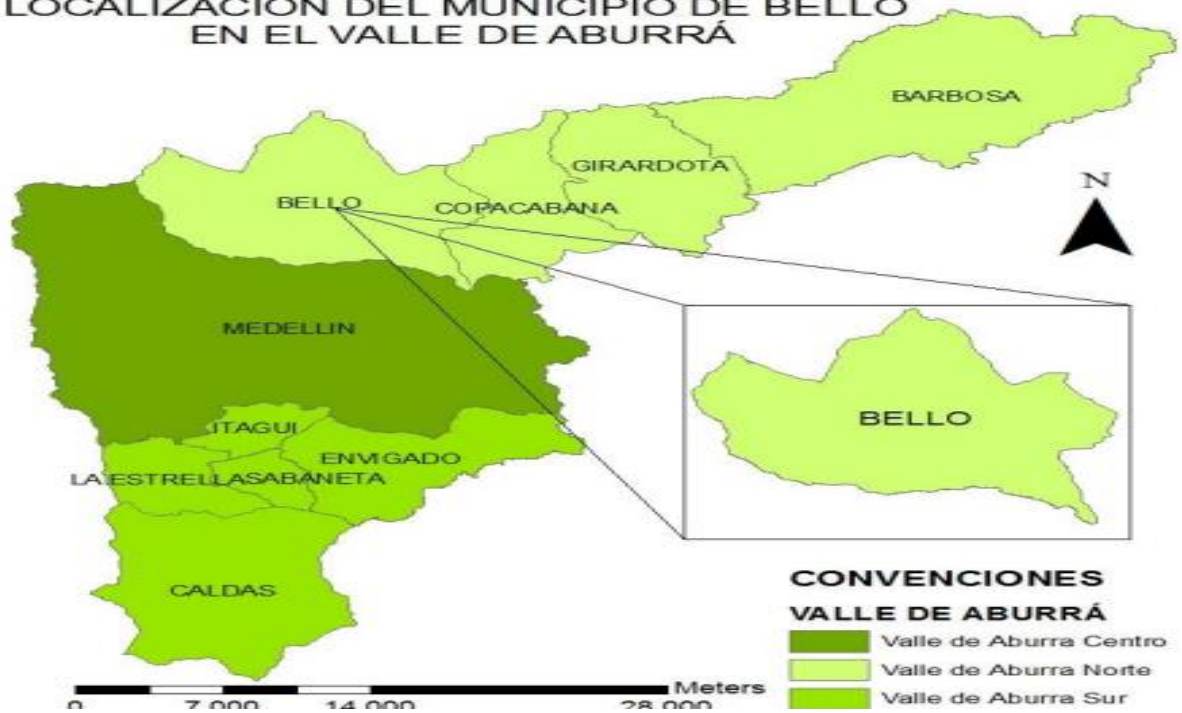 LOCALIZACIÓN DEL MUNICIPIO DE BELLO
EN EL VALLE DE ABURRÁ
BARBOSA
GIRARDOTA
N
BELLO
COPACABANA
MEDELLIN
BELLO
ITAGUI
ENVIGADO
LA ESTRELLA
SABANETA
CALDAS
CONVENCIONES
VALLE DE ABURRÁ
Valle de Aburra Centro
Valle de Aburra Norte
Valle de Aburra Sur
Meters
0 7.000 14.000 28.000